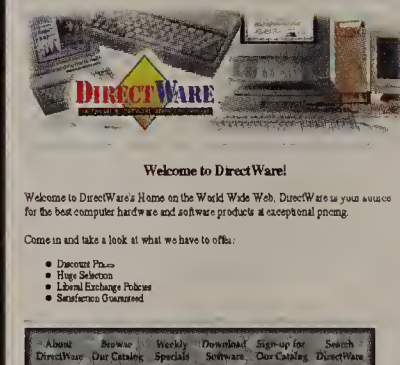 DIRECTWARE
Welcome to DirectWare!
Welcome to DirectWare's Home on the World Wide Web, DirectWare is your source
for the best computer hardware and software products at exceptional pricing.
Come in and take a look at what we have to offer:
Discount Prices
Huge Selection
Liberal Exchange Policies
Satisfaction Guaranteed
About Browse Weekly Download Sign-up for Search
DirectWare Our Catalog Specials Software Our Catalog DirectWare